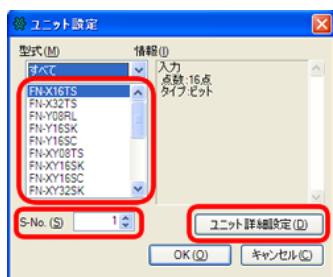 ユニット設定
型式(M)
情報(I)
すべて
入力
点数:16点
タイプ:ビット
FN-X16TS
FN-X32TS
FN-Y08RL
FN-Y16SK
FN-Y16SC
FN-XY08TS
FN-XY16SK
FN-XY16SC
FN-XY32SK
S-No. (S)
1
ユニット詳細設定(D)
OK(O)
キャンセル(C)